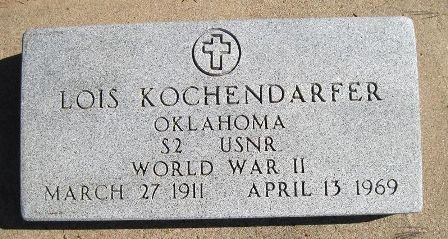 LOIS KOCHENDARFER
OKLAHOMA
S2 USNR
WORLD WAR II
MARCH 27 1911 APRIL 13 1969